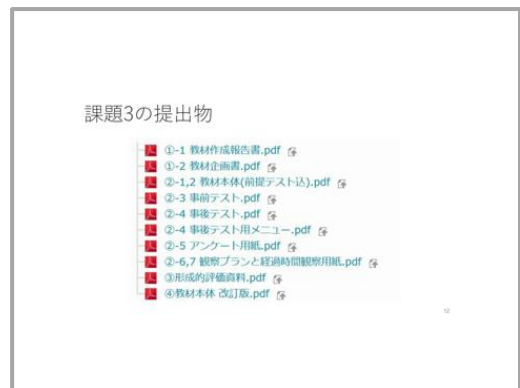 課題3の提出物
①-1 教材作成報告書.pdf
①-2 教材企画書.pdf
②-1,2 教材本体(前提テスト込).pdf
②-3 事前テスト.pdf
②-4 事後テスト.pdf
②-4 事後テスト用メニュー.pdf
②-5 アンケート用紙.pdf
②-6,7 観察プランと経過時間観察用紙.pdf
③形成的評価資料.pdf
④教材本体 改訂版.pdf